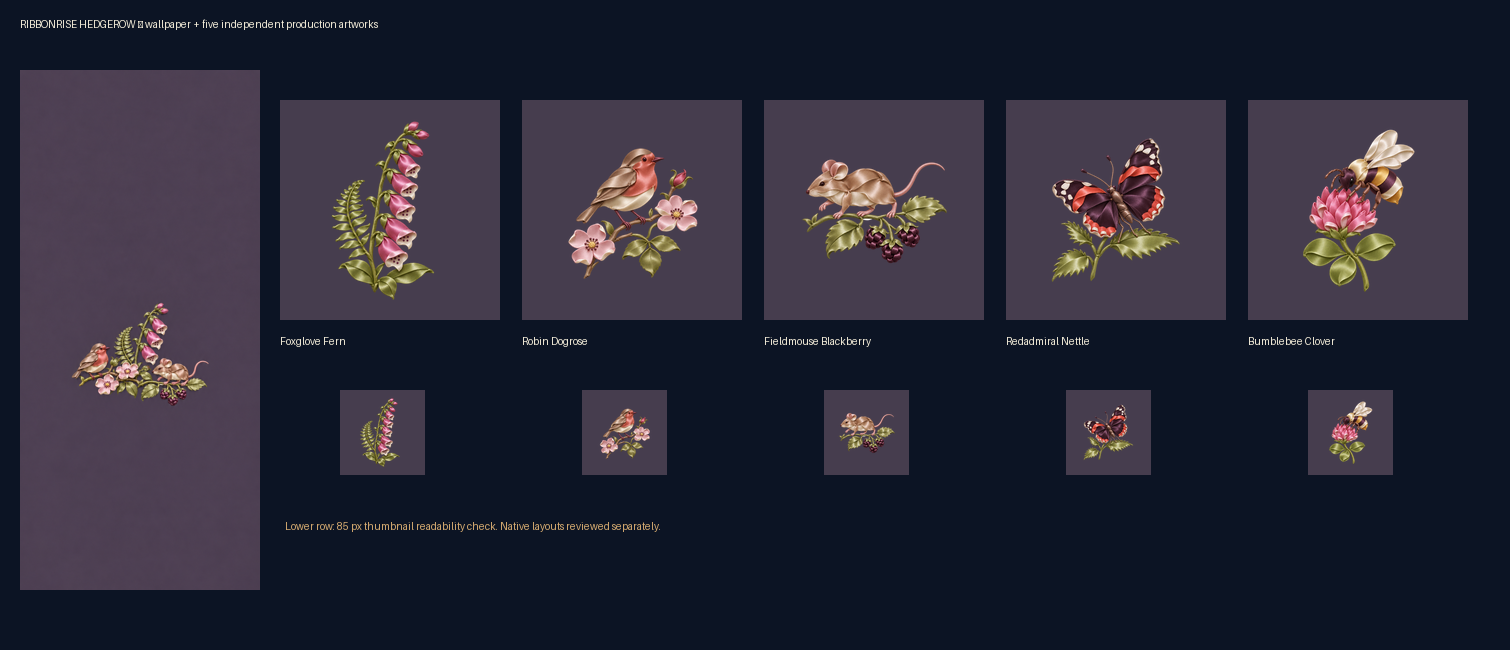 RIBBONRISE HEDGEROW ☒ wallpaper + five independent production artworks
Foxglove Fern
Robin Dogrose
Fieldmouse Blackberry
Redadmiral Nettle
Bumblebee Clover
Lower row: 85 px thumbnail readability check. Native layouts reviewed separately.